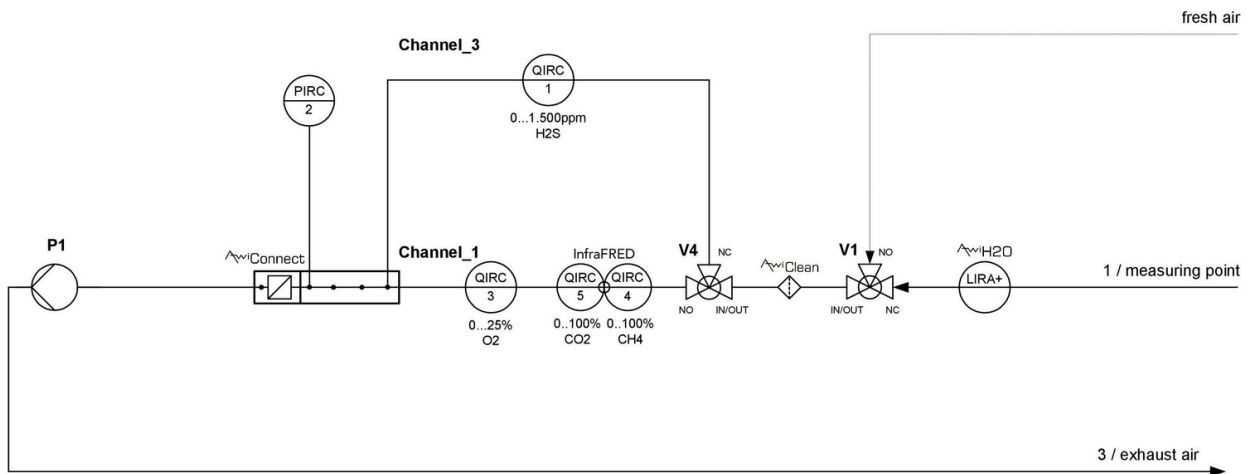 fresh air
Channel_3
QIRC
1
PIRC
2
0...1.500ppm
H2S
P1
AwiConnect
Channel_1
InfraFRED
V4
NC
AwiClean
V1
NO
AwiH2O
1 / measuring point
QIRC
3
QIRC
5
QIRC
4
LIRA+
NO
IN/OUT
IN/OUT
NC
0...25%
O2
0...100%
CO2
0...100%
CH4
3 / exhaust air